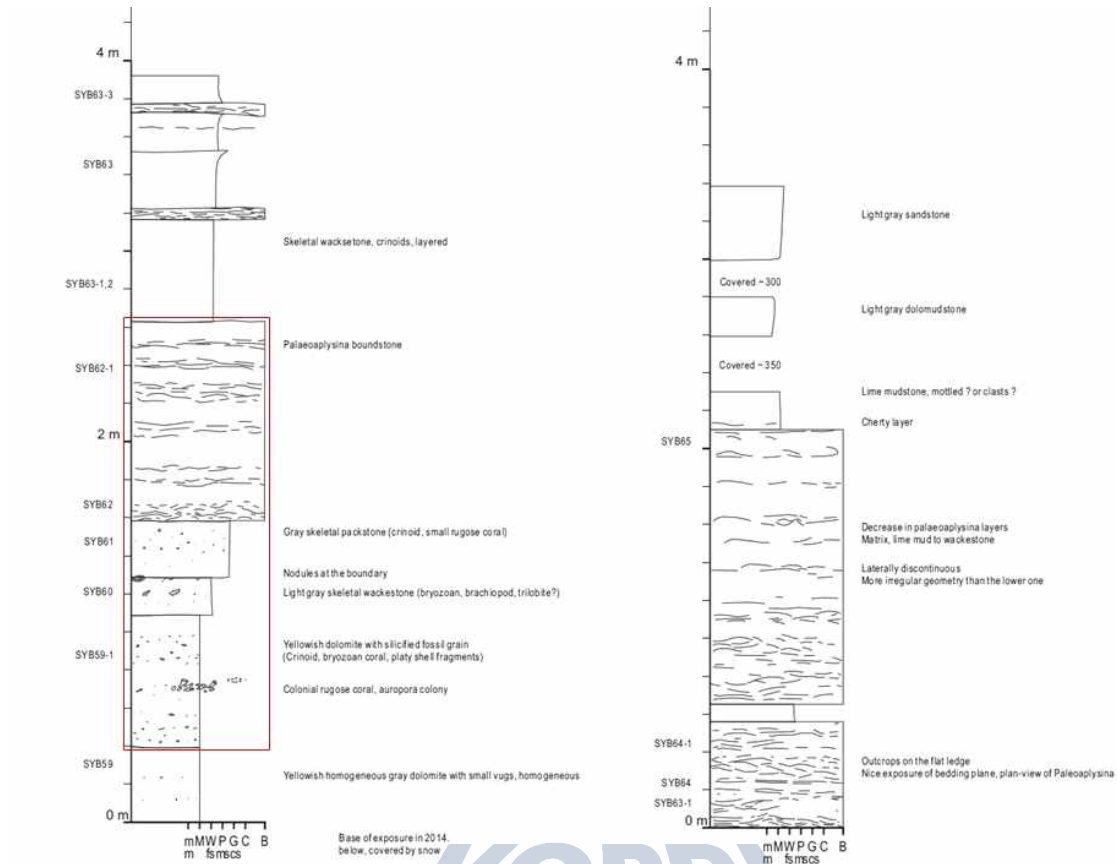 4 m
SYB63-3
SYB63
Skeletal wacksetone, crinoids, layered
SYB63-1,2
Palaeoaplysina boundstone
SYB62-1
2 m
SYB62
Gray skeletal packstone (crinoid, small rugose coral)
SYB61
Nodules at the boundary
SYB60
Light gray skeletal wackestone (bryozoan, brachiopod, trilobite?)
Yellowish dolomite with silicified fossil grain
SYB59-1
(Crinoid, bryozoan coral, platy shell fragments)
Colonial rugose coral, auropora colony
SYB59
Yellowish homogeneous gray dolomite with small vugs, homogeneous
0 m
m M W P G C B
m fs ms cs
Base of exposure in 2014,
below, covered by snow
4 m
Light gray sandstone
Covered ~300
Light gray dolomudstone
Covered ~350
Lime mudstone, mottled ? or clasts ?
Cherty layer
SYB65
Decrease in palaeoaplysina layers
Matrix, lime mud to wackestone
Laterally discontinuous
More irregular geometry than the lower one
SYB64-1
Outcrops on the flat ledge
Nice exposure of bedding plane, plan-view of Paleoaplysina
SYB64
SYB63-1
0 m
m M W P G C B
m fs ms cs